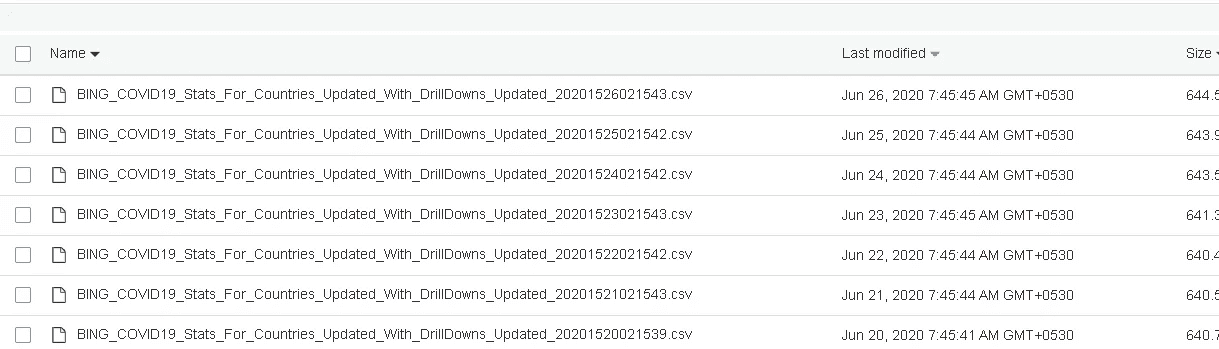 Name Last modified Size
BING_COVID19_Stats_For_Countries_Updated_With_DrillDowns_Updated_20201526021543.csv Jun 26, 2020 7:45:45 AM GMT+0530 644.5
BING_COVID19_Stats_For_Countries_Updated_With_DrillDowns_Updated_20201525021542.csv Jun 25, 2020 7:45:44 AM GMT+0530 643.9
BING_COVID19_Stats_For_Countries_Updated_With_DrillDowns_Updated_20201524021542.csv Jun 24, 2020 7:45:44 AM GMT+0530 643.5
BING_COVID19_Stats_For_Countries_Updated_With_DrillDowns_Updated_20201523021543.csv Jun 23, 2020 7:45:45 AM GMT+0530 641.3
BING_COVID19_Stats_For_Countries_Updated_With_DrillDowns_Updated_20201522021542.csv Jun 22, 2020 7:45:44 AM GMT+0530 640.4
BING_COVID19_Stats_For_Countries_Updated_With_DrillDowns_Updated_20201521021543.csv Jun 21, 2020 7:45:44 AM GMT+0530 640.5
BING_COVID19_Stats_For_Countries_Updated_With_DrillDowns_Updated_20201520021539.csv Jun 20, 2020 7:45:41 AM GMT+0530 640.7